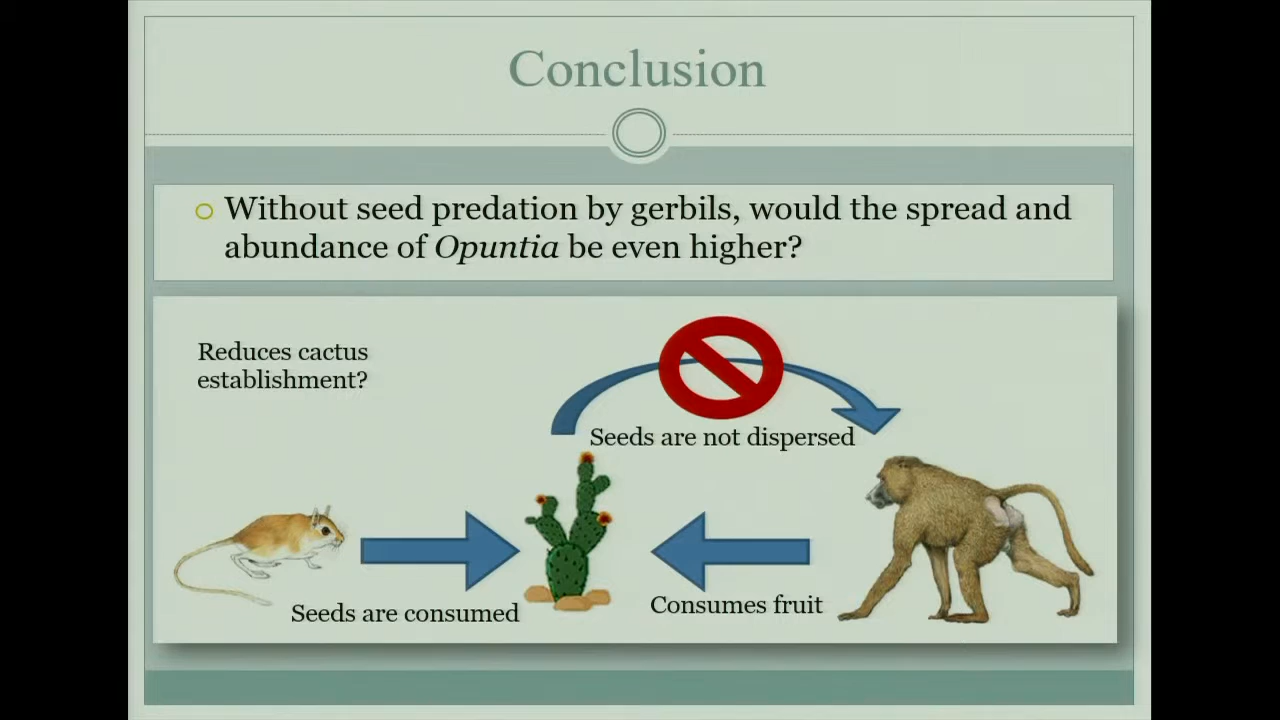 Conclusion
Without seed predation by gerbils, would the spread and
abundance of Opuntia be even higher?
Reduces cactus
establishment?
Seeds are not dispersed
Seeds are consumed
Consumes fruit